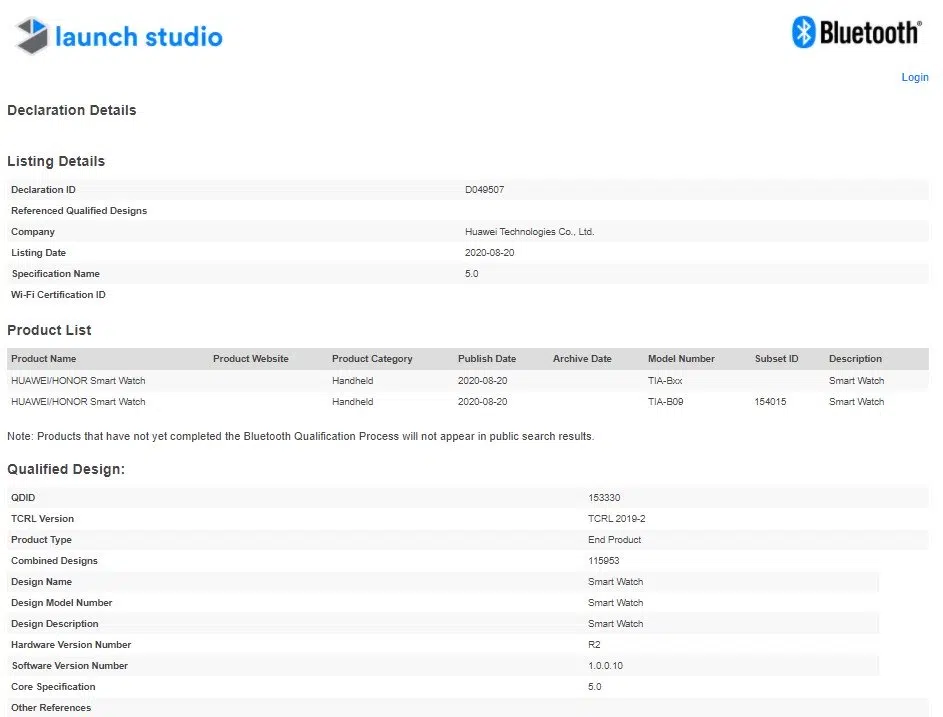 launch studio Bluetooth®
Login
Declaration Details
Listing Details
Declaration ID D049507
Referenced Qualified Designs
Company Huawei Technologies Co., Ltd.
Listing Date 2020-08-20
Specification Name 5.0
Wi-Fi Certification ID
Product List
Product Name Product Website Product Category Publish Date Archive Date Model Number Subset ID Description
HUAWEI/HONOR Smart Watch Handheld 2020-08-20 TIA-Bxx Smart Watch
HUAWEI/HONOR Smart Watch Handheld 2020-08-20 TIA-B09 154015 Smart Watch
Note: Products that have not yet completed the Bluetooth Qualification Process will not appear in public search results.
Qualified Design:
QDID 153330
TCRL Version TCRL 2019-2
Product Type End Product
Combined Designs 115953
Design Name Smart Watch
Design Model Number Smart Watch
Design Description Smart Watch
Hardware Version Number R2
Software Version Number 1.0.0.10
Core Specification 5.0
Other References